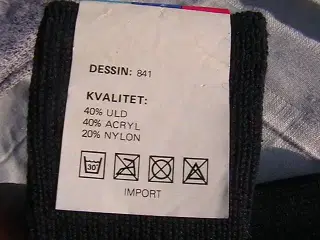 DESSIN: 841
KVALITET:
40% ULD
40% ACRYL
20% NYLON
30°
IMPORT